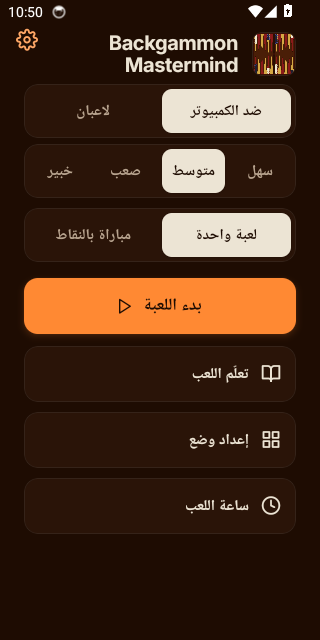 10:50
Backgammon
Mastermind
ضد الكمبيوتر
لاعبان
سهل
متوسط
صعب
خبير
لعبة واحدة
مباراة بالنقاط
بدء اللعبة
تعلّم اللعب
إعداد وضع
ساعة اللعب